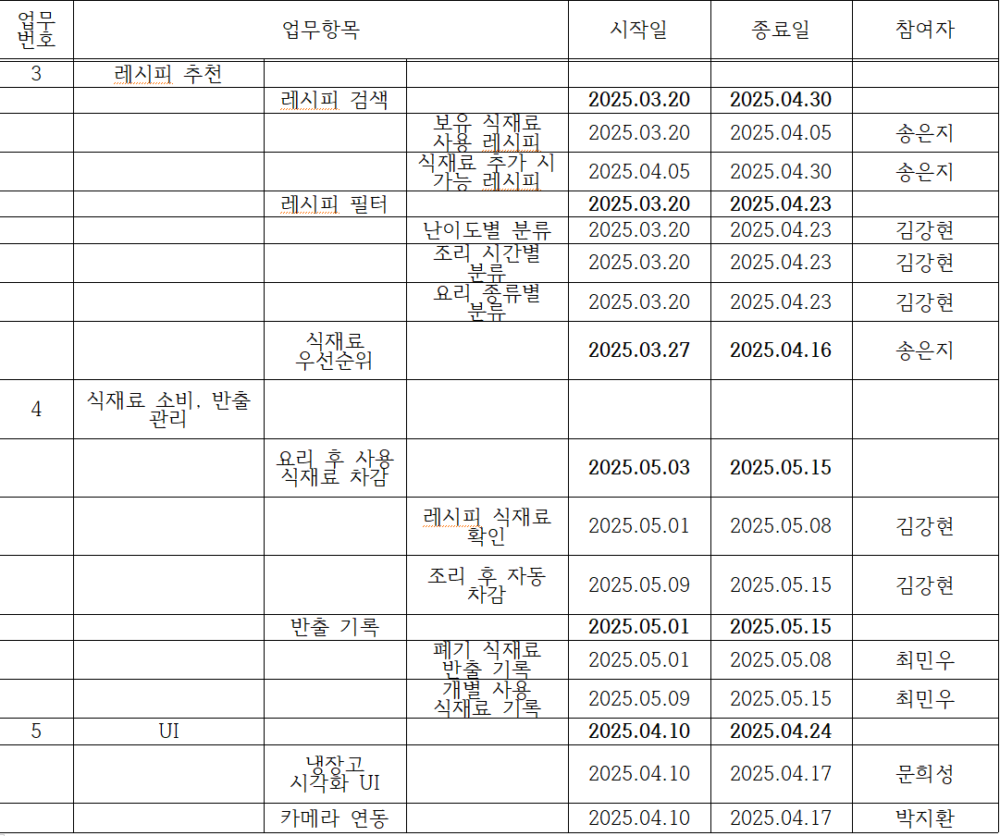 업무 번호 업무항목 시작일 종료일 참여자
3 레시피 추천
레시피 검색 2025.03.20 2025.04.30
보유 식재료
사용 레시피 2025.03.20 2025.04.05 송은지
식재료 추가 시
가능 레시피 2025.04.05 2025.04.30 송은지
레시피 필터 2025.03.20 2025.04.23
난이도별 분류 2025.03.20 2025.04.23 김강현
조리 시간별
분류 2025.03.20 2025.04.23 김강현
요리 종류별
분류 2025.03.20 2025.04.23 김강현
식재료
우선순위 2025.03.27 2025.04.16 송은지
4 식재료 소비, 반출
관리
요리 후 사용
식재료 차감 2025.05.03 2025.05.15
레시피 식재료
확인 2025.05.01 2025.05.08 김강현
조리 후 자동
차감 2025.05.09 2025.05.15 김강현
반출 기록 2025.05.01 2025.05.15
폐기 식재료
반출 기록 2025.05.01 2025.05.08 최민우
개별 사용
식재료 기록 2025.05.09 2025.05.15 최민우
5 UI 2025.04.10 2025.04.24
냉장고
시각화 UI 2025.04.10 2025.04.17 문희성
카메라 연동 2025.04.10 2025.04.17 박지환